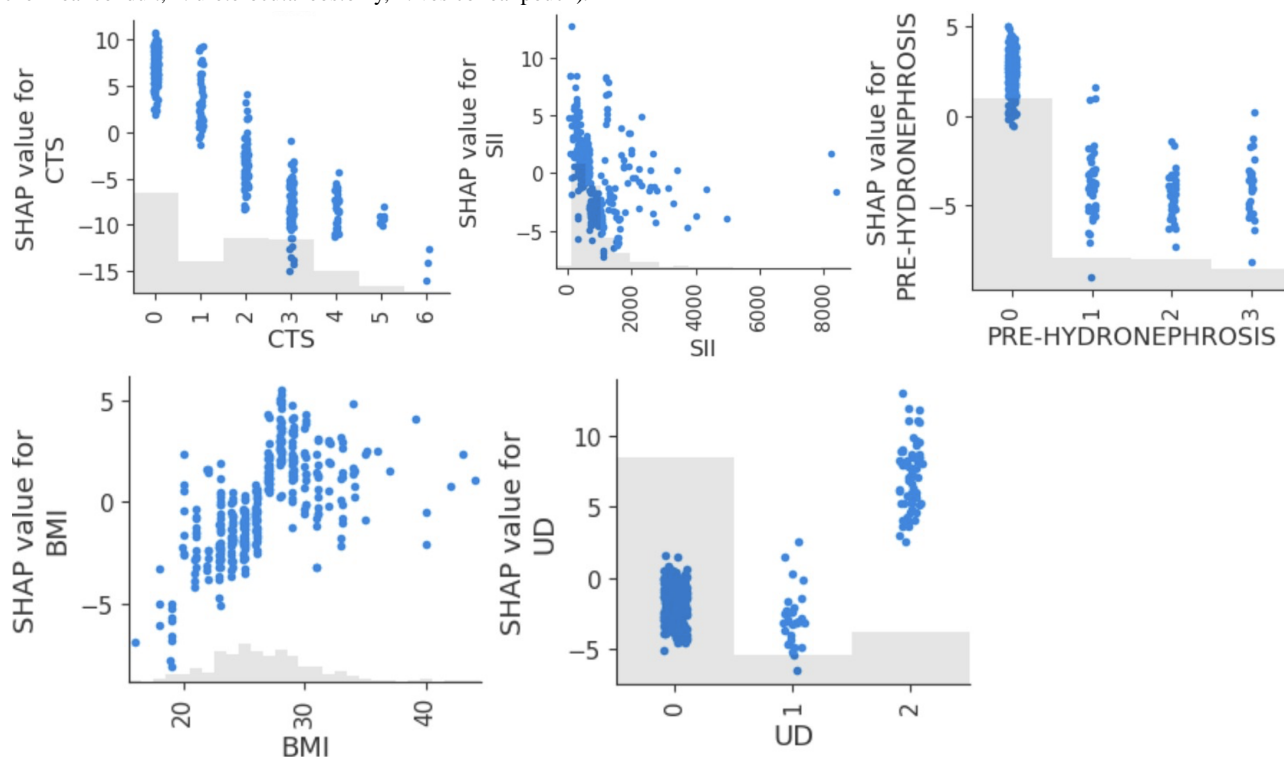 10
5
0
−5
−10
−15
SHAP value for
CTS
0
1
2
3
4
5
6
CTS
10
5
0
−5
SHAP value for
SII
0
2000
4000
6000
8000
SII
5
0
−5
SHAP value for
PRE-HYDRONEPHROSIS
0
1
2
3
PRE-HYDRONEPHROSIS
5
0
−5
SHAP value for
BMI
20
30
40
BMI
10
5
0
−5
SHAP value for
UD
0
1
2
UD